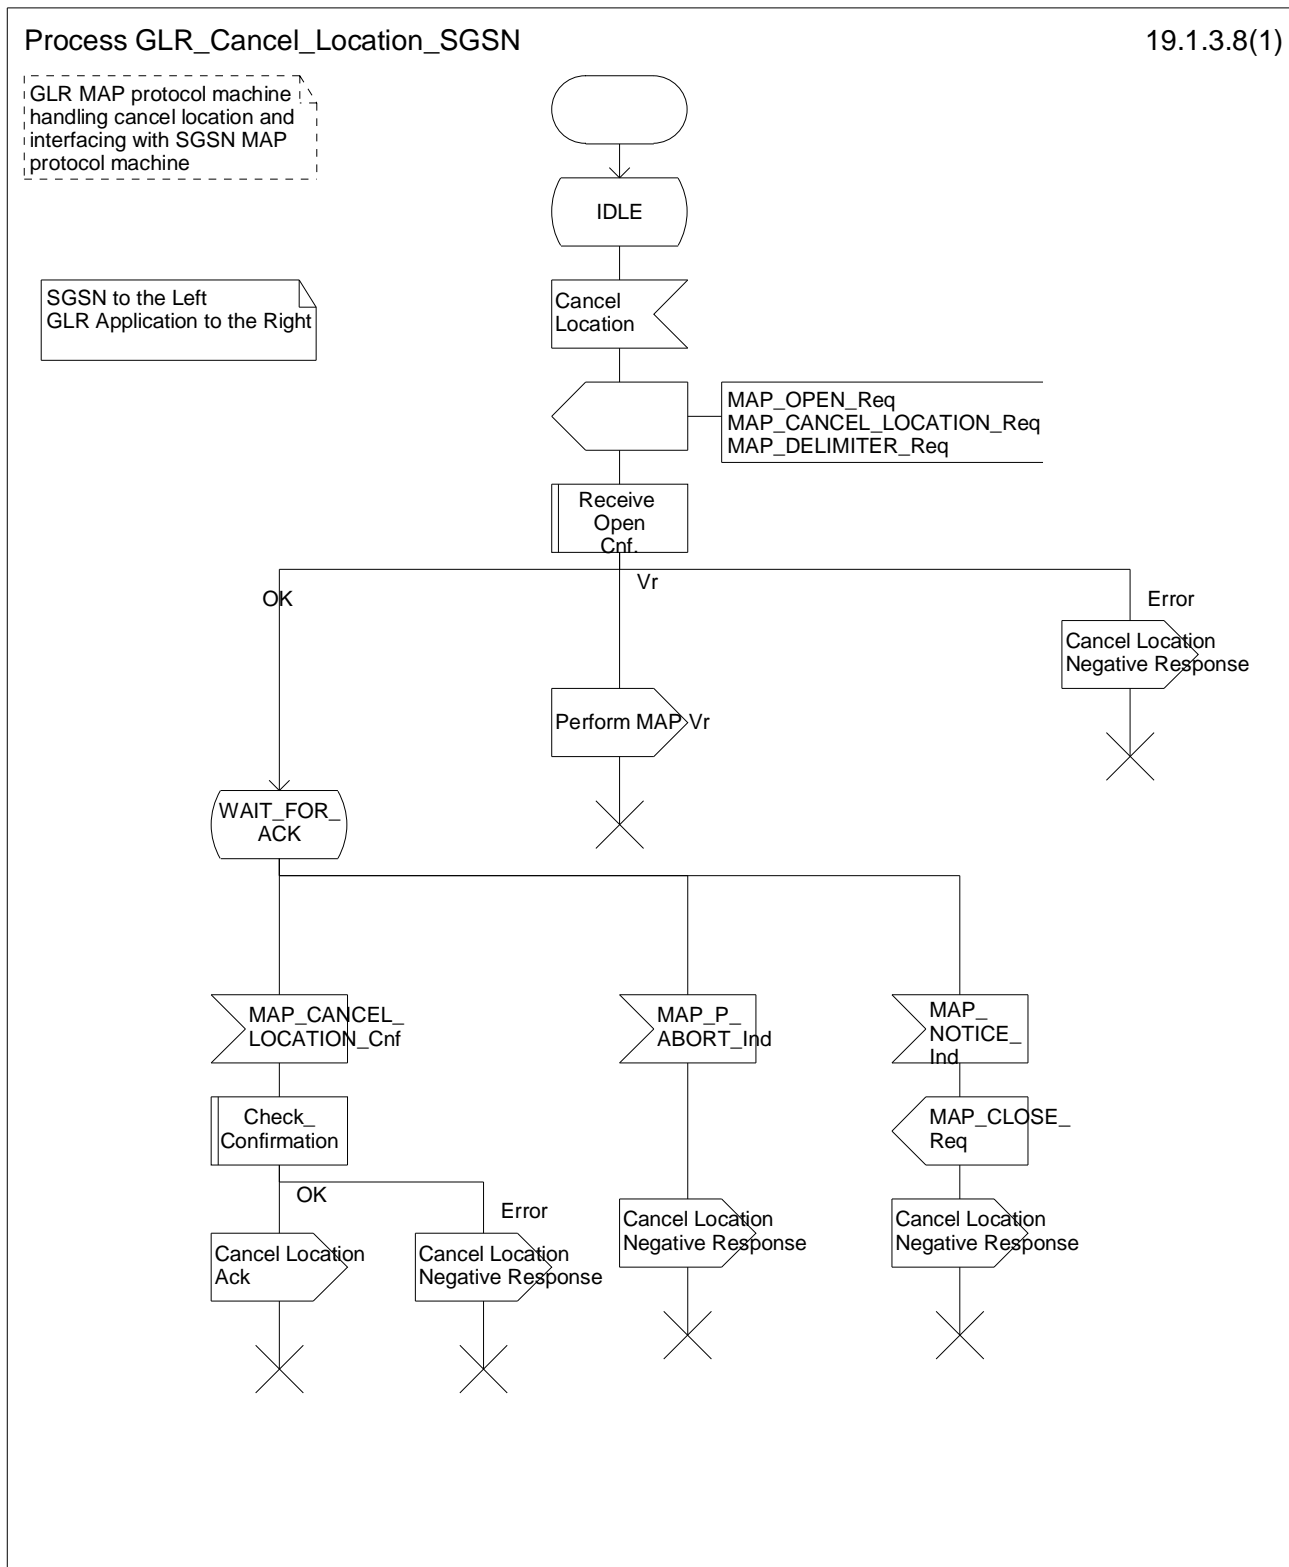 Process GLR_Cancel_Location_SGSN
19.1.3.8(1)
GLR MAP protocol machine
handling cancel location and
interfacing with SGSN MAP
protocol machine
IDLE
SGSN to the Left
GLR Application to the Right
Cancel
Location
MAP_OPEN_Req
MAP_CANCEL_LOCATION_Req
MAP_DELIMITER_Req
Receive
Open
Cnf.
OK
Vr
Error
Cancel Location
Negative Response
Perform MAP Vr
WAIT_FOR_
ACK
MAP_CANCEL_
LOCATION_Cnf
MAP_P_
ABORT_Ind
MAP_
NOTICE_
Ind
Check_
Confirmation
MAP_CLOSE_
Req
OK
Error
Cancel Location
Ack
Cancel Location
Negative Response
Cancel Location
Negative Response
Cancel Location
Negative Response